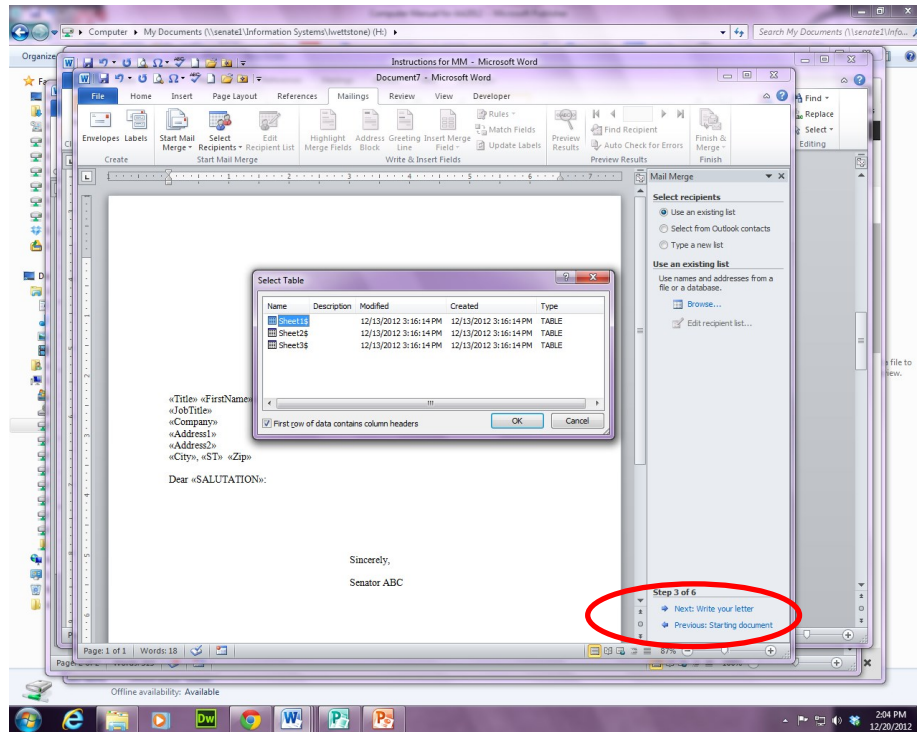 Computer ▸ My Documents (\\senate1\Information Systems\lwettstone) (H:) ▸
Search My Documents (\\senate1\Info...
Organize
Instructions for MM - Microsoft Word
Document7 - Microsoft Word
File Home Insert Page Layout References Mailings Review View Developer
Find
Replace
Select
Editing
Envelopes Labels
Create
Start Mail Merge
Select Recipients
Edit Recipient List
Start Mail Merge
Highlight Merge Fields
Address Block
Greeting Line
Insert Merge Field
Rules
Match Fields
Update Labels
Write & Insert Fields
Preview Results
Find Recipient
Auto Check for Errors
Preview Results
Finish & Merge
Finish
1 2 3 4 5 6 7
Mail Merge
Select recipients
Use an existing list
Select from Outlook contacts
Type a new list
Use an existing list
Use names and addresses from a
file or a database.
Browse...
Edit recipient list...
Select Table
Name Description Modified Created Type
Sheet1$ 12/13/2012 3:16:14 PM 12/13/2012 3:16:14 PM TABLE
Sheet2$ 12/13/2012 3:16:14 PM 12/13/2012 3:16:14 PM TABLE
Sheet3$ 12/13/2012 3:16:14 PM 12/13/2012 3:16:14 PM TABLE
First row of data contains column headers
OK Cancel
a file to
«Title» «FirstName»
«JobTitle»
«Company»
«Address1»
«Address2»
«City», «ST» «Zip»
Dear «SALUTATION»:
Sincerely,
Senator ABC
Step 3 of 6
Next: Write your letter
Previous: Starting document
Page: 1 of 1 Words: 18
87%
Offline availability: Available
Dw
2:04 PM
12/20/2012